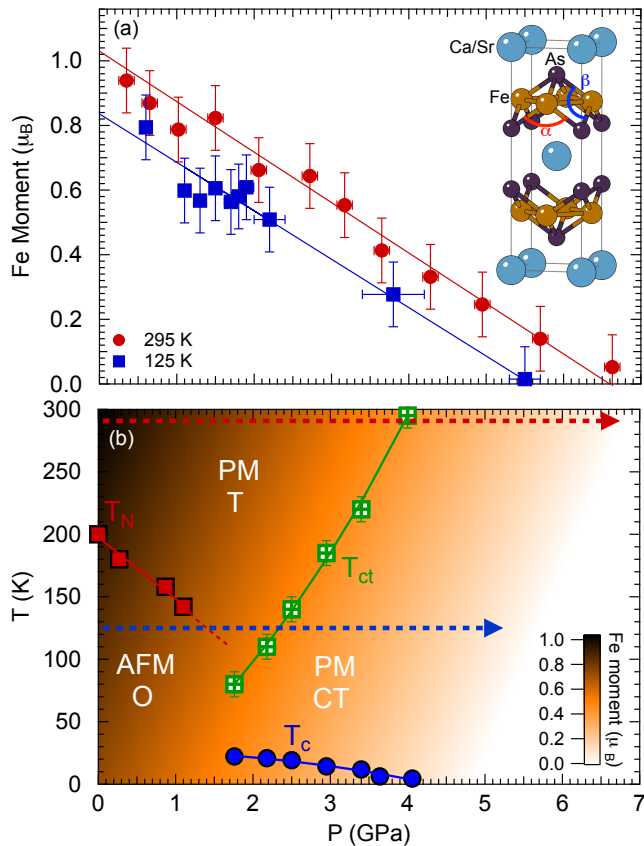 (a)
Fe Moment (μB)
1.0
0.8
0.6
0.4
0.2
0.0
Ca/Sr
As
Fe
β
α
295 K
125 K
(b)
T (K)
300
250
200
150
100
50
0
PM
T
TN
Tct
AFM
O
PM
CT
Tc
1.0
0.8
0.6
0.4
0.2
0.0
Fe moment (μB)
0 1 2 3 4 5 6 7
P (GPa)